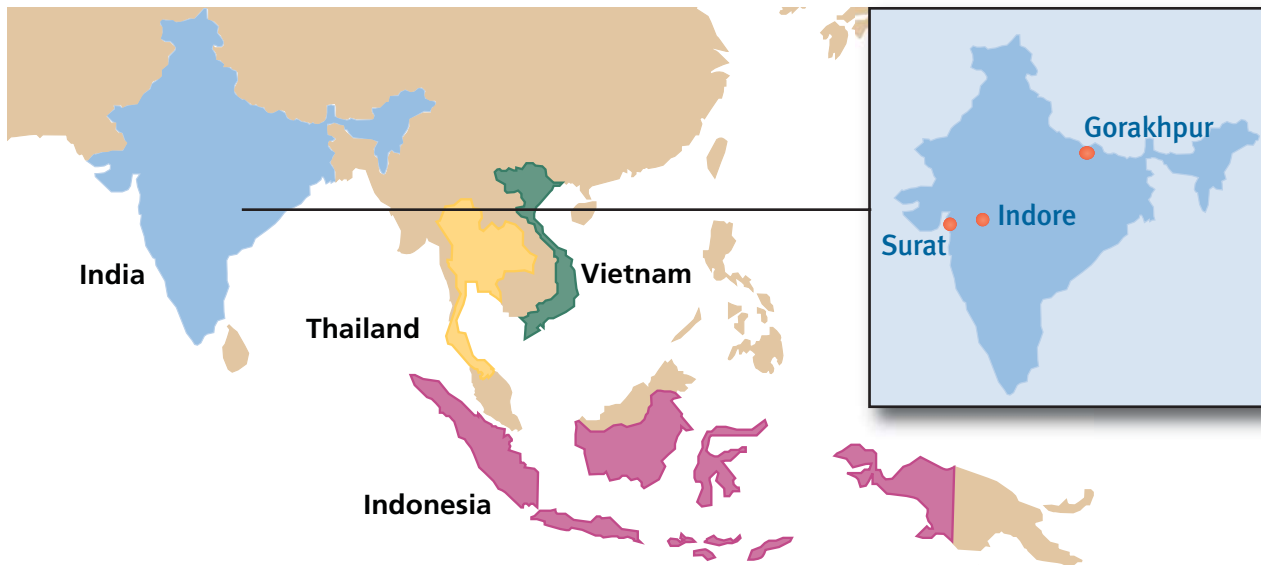 India
Thailand
Vietnam
Indonesia
Gorakhpur
Indore
Surat